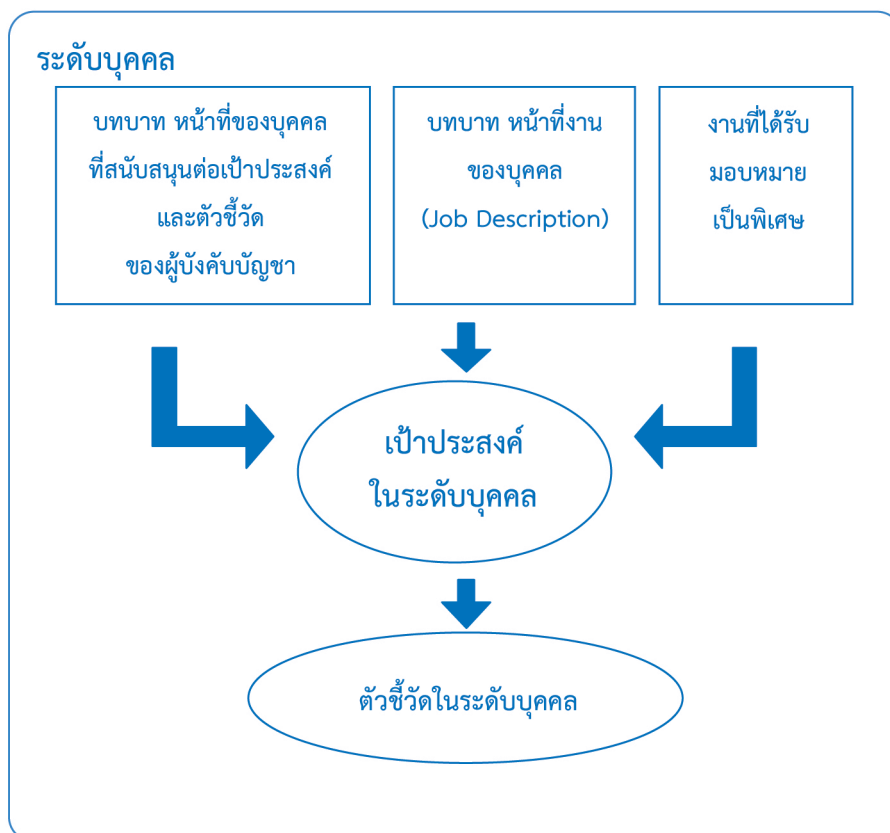 ระดับบุคคล
บทบาท หน้าที่ของบุคคล
ที่สนับสนุนต่อเป้าประสงค์
และตัวชี้วัด
ของผู้บังคับบัญชา
บทบาท หน้าที่งาน
ของบุคคล
(Job Description)
งานที่ได้รับ
มอบหมาย
เป็นพิเศษ
เป้าประสงค์
ในระดับบุคคล
ตัวชี้วัดในระดับบุคคล